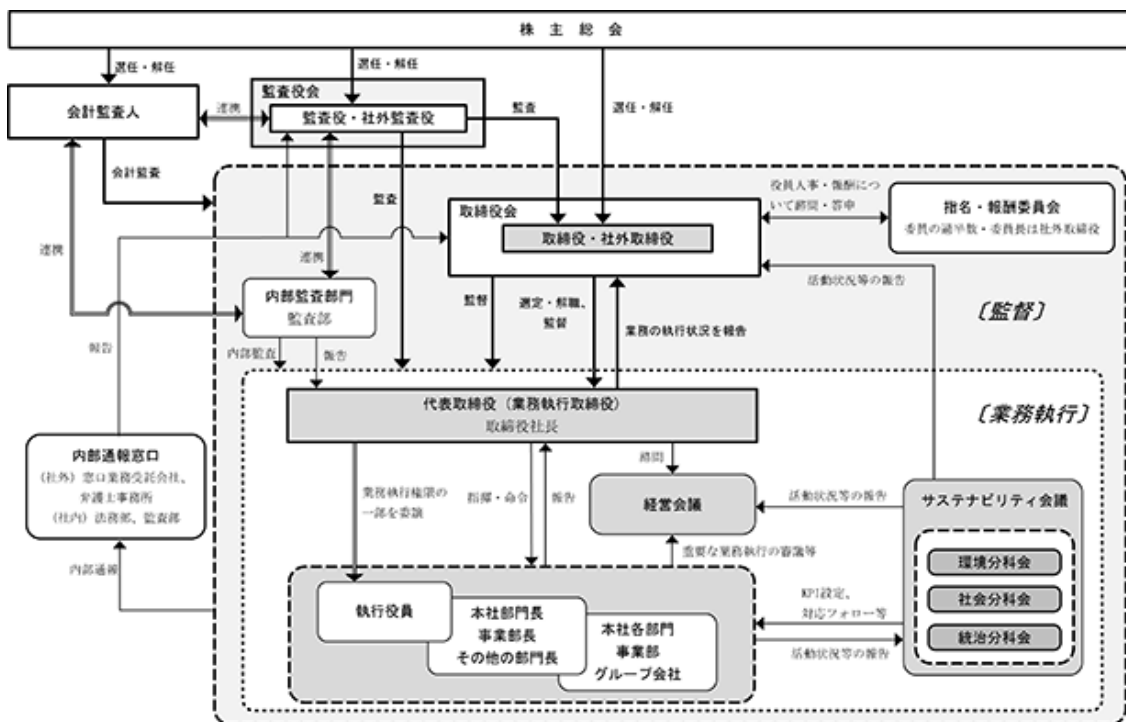 株主総会
選任・解任
選任・解任
選任・解任
会計監査人
連携
監査役会
監査役・社外監査役
監査
会計監査
監査
連携
連携
取締役会
取締役・社外取締役
役員人事・報酬につ
いて諮問・答申
指名・報酬委員会
委員の過半数・委員長は社外取締役
活動状況等の報告
〔監督〕
内部監査部門
監査部
監督
選定・解職、
監督
業務の執行状況を報告
報告
内部監査
報告
代表取締役（業務執行取締役）
取締役社長
〔業務執行〕
内部通報窓口
（社外）窓口業務受託会社、
弁護士事務所
（社内）法務部、監査部
内部通報
業務執行権限の
一部を委譲
指揮・命令
報告
諮問
経営会議
活動状況等の報告
重要な業務執行の審議等
サステナビリティ会議
環境分科会
社会分科会
統治分科会
KPI設定、
対応フォロー等
活動状況等の報告
執行役員
本社部門長
事業部長
その他の部門長
本社各部門
事業部
グループ会社